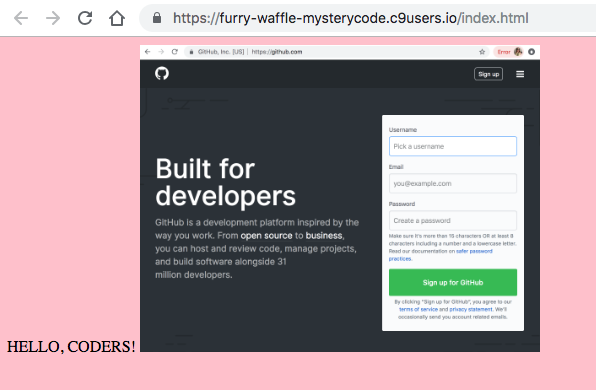 https://furry-waffle-mysterycode.c9users.io/index.html
GitHub, Inc. [US] | https://github.com
Error
Sign up
Built for
developers
GitHub is a development platform inspired by the
way you work. From open source to business,
you can host and review code, manage projects,
and build software alongside 31
million developers.
Username
Pick a username
Email
you@example.com
Password
Create a password
Make sure it's more than 15 characters OR at least 8
characters including a number and a lowercase letter.
Read our documentation on safer password
practices.
Sign up for GitHub
By clicking "Sign up for GitHub", you agree to our
terms of service and privacy statement. We'll
occasionally send you account related emails.
HELLO, CODERS!